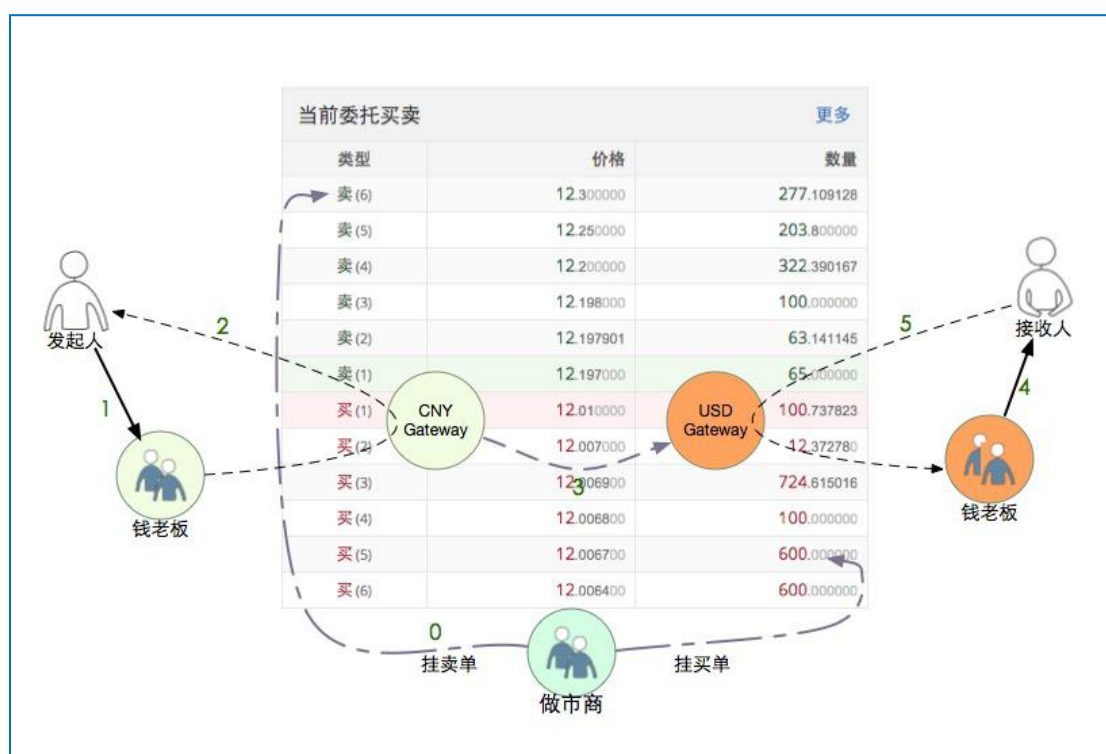 当前委托买卖 更多
类型 价格 数量
卖(6) 12.300000 277.109128
卖(5) 12.250000 203.800000
卖(4) 12.200000 322.390167
卖(3) 12.198000 100.000000
卖(2) 12.197901 63.141145
卖(1) 12.197000 65.000000
买(1) 12.010000 100.737823
买(2) 12.007000 12.372780
买(3) 12.006900 724.615016
买(4) 12.006800 100.000000
买(5) 12.006700 600.000000
买(6) 12.006400 600.000000
发起人
1
2
钱老板
CNY
Gateway
3
USD
Gateway
5
接收人
4
钱老板
0
挂卖单
挂买单
做市商